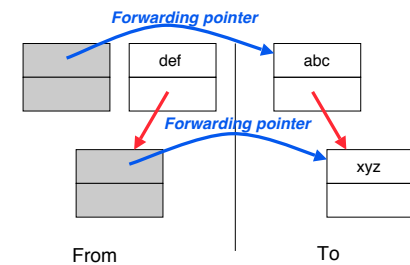 Forwarding pointer
def
abc
Forwarding pointer
xyz
From
To